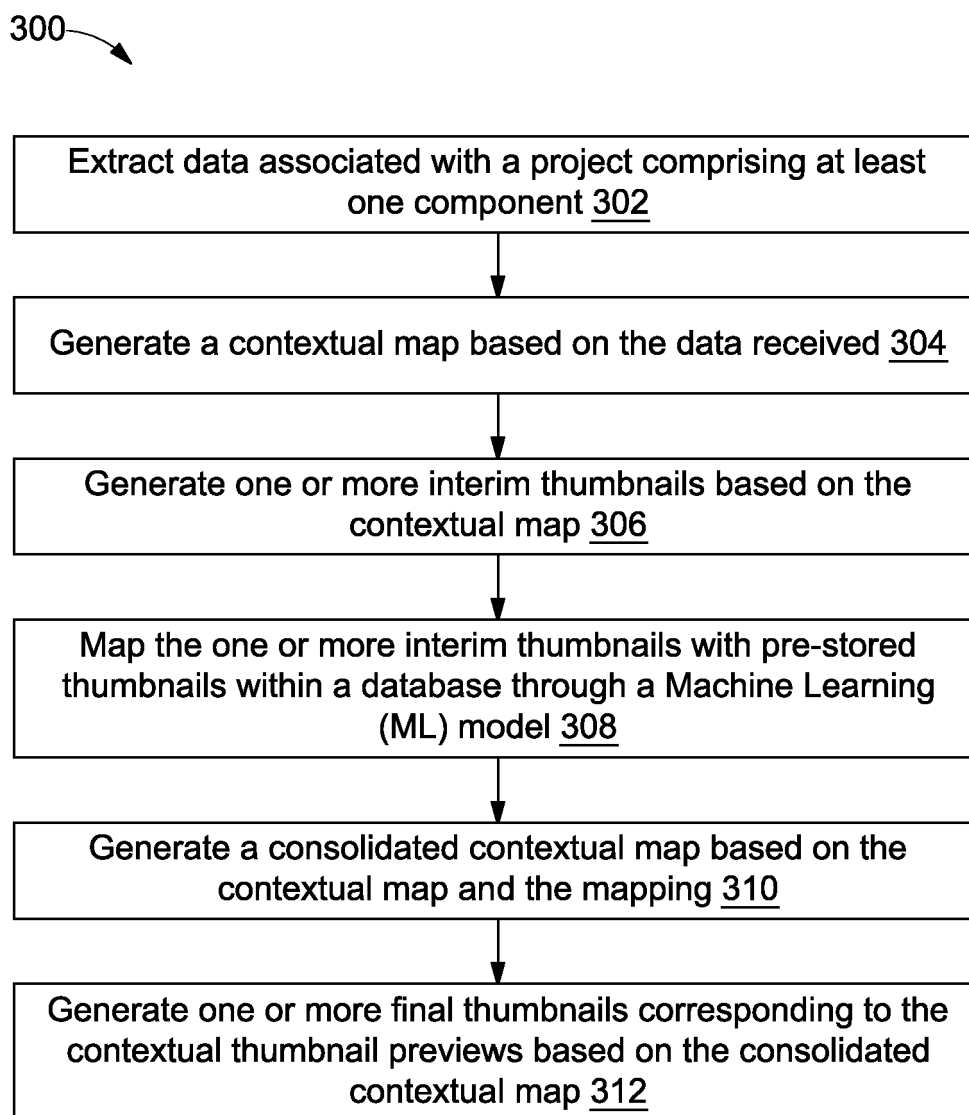 300
Extract data associated with a project comprising at least
one component 302
Generate a contextual map based on the data received 304
Generate one or more interim thumbnails based on the
contextual map 306
Map the one or more interim thumbnails with pre-stored
thumbnails within a database through a Machine Learning
(ML) model 308
Generate a consolidated contextual map based on the
contextual map and the mapping 310
Generate one or more final thumbnails corresponding to the
contextual thumbnail previews based on the consolidated
contextual map 312